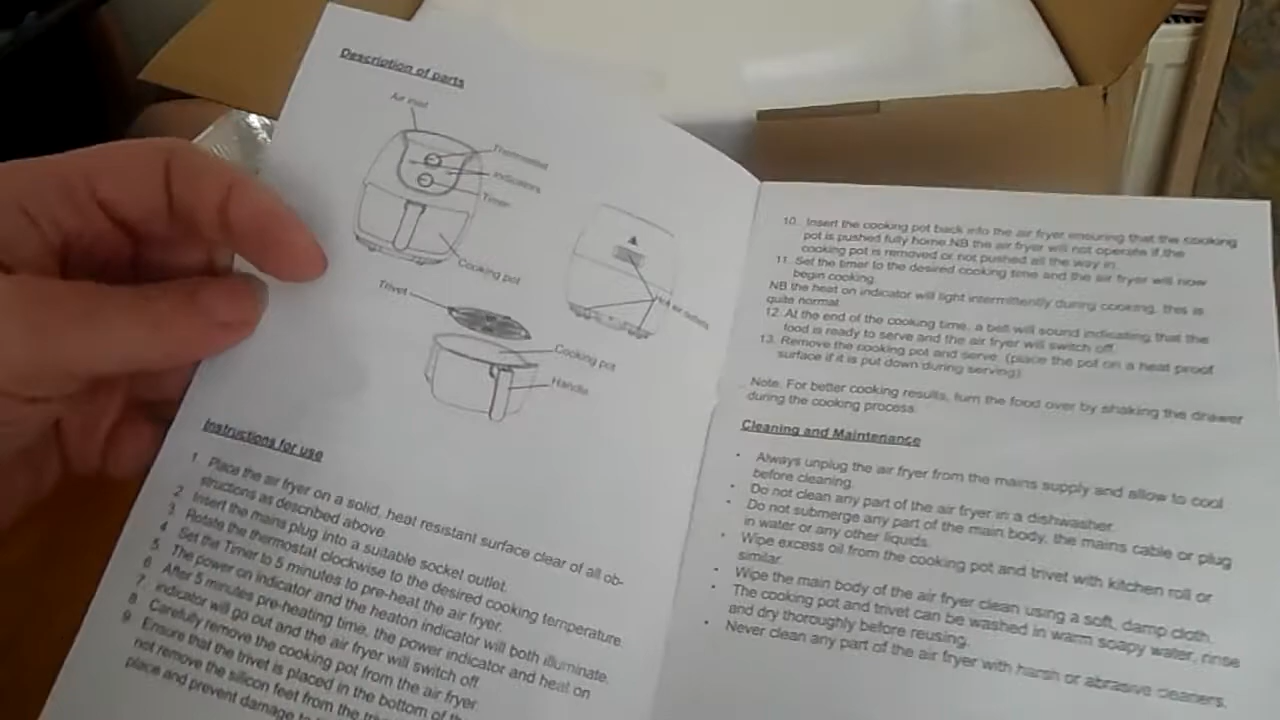 Description of parts
Air inlet
Thermostat
Indicators
Timer
Cooking pot
Hot air outlets
Trivet
Cooking pot
Handle
Instructions for use
1. Place the air fryer on a solid, heat resistant surface clear of all ob-
structions as described above.
2. Insert the mains plug into a suitable socket outlet.
3. Rotate the thermostat clockwise to the desired cooking temperature.
4. Set the Timer to 5 minutes to pre-heat the air fryer.
5. The power on indicator and the heaton indicator will both illuminate.
6. After 5 minutes pre-heating time, the power indicator and heat on
7. indicator will go out and the air fryer will switch off.
8. Carefully remove the cooking pot from the air fryer.
9. Ensure that the trivet is placed in the bottom of
not remove the silicon feet from the
place and prevent damage to
10. Insert the cooking pot back into the air fryer ensuring that the cooking
pot is pushed fully home.NB the air fryer will not operate if the
cooking pot is removed or not pushed all the way in.
11. Set the timer to the desired cooking time and the air fryer will now
begin cooking.
NB the heat on indicator will light intermittently during cooking, this is
quite normal.
12. At the end of the cooking time, a bell will sound indicating that the
food is ready to serve and the air fryer will switch off.
13. Remove the cooking pot and serve. (place the pot on a heat proof
surface if it is put down during serving)
Note. For better cooking results, turn the food over by shaking the drawer
during the cooking process.
Cleaning and Maintenance
• Always unplug the air fryer from the mains supply and allow to cool
before cleaning.
• Do not clean any part of the air fryer in a dishwasher.
• Do not submerge any part of the main body, the mains cable or plug
in water or any other liquids.
• Wipe excess oil from the cooking pot and trivet with kitchen roll or
similar.
• Wipe the main body of the air fryer clean using a soft, damp cloth.
• The cooking pot and trivet can be washed in warm soapy water, rinse
and dry thoroughly before reusing.
• Never clean any part of the air fryer with harsh or abrasive cleaners.